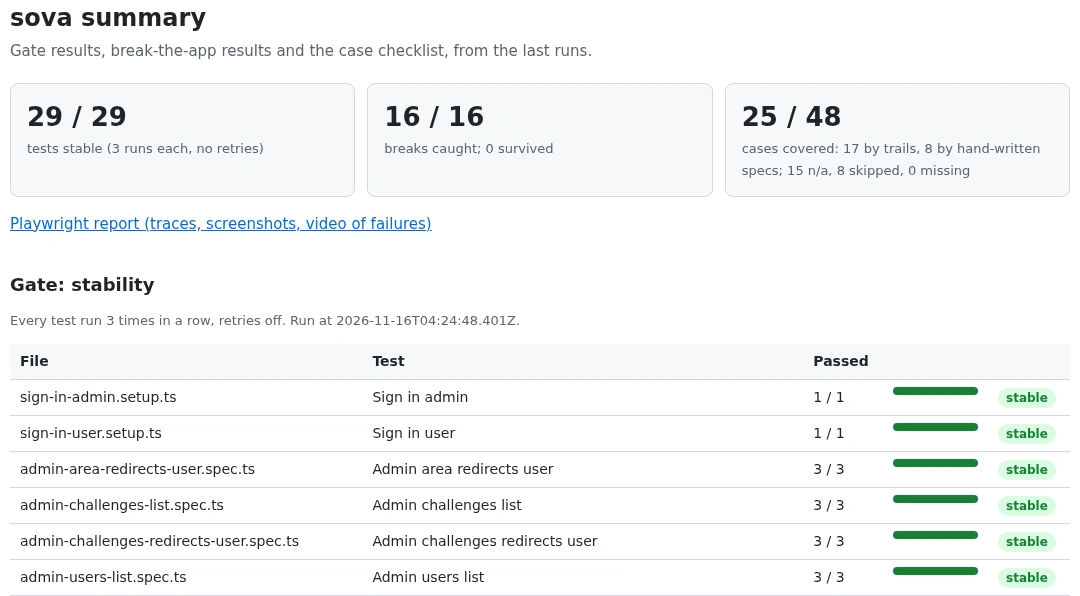 sova summary
Gate results, break-the-app results and the case checklist, from the last runs.
29 / 29
tests stable (3 runs each, no retries)
16 / 16
breaks caught; 0 survived
25 / 48
cases covered: 17 by trails, 8 by hand-written
specs; 15 n/a, 8 skipped, 0 missing
Playwright report (traces, screenshots, video of failures)
Gate: stability
Every test run 3 times in a row, retries off. Run at 2026-11-16T04:24:48.401Z.
File Test Passed
sign-in-admin.setup.ts Sign in admin 1 / 1 stable
sign-in-user.setup.ts Sign in user 1 / 1 stable
admin-area-redirects-user.spec.ts Admin area redirects user 3 / 3 stable
admin-challenges-list.spec.ts Admin challenges list 3 / 3 stable
admin-challenges-redirects-user.spec.ts Admin challenges redirects user 3 / 3 stable
admin-users-list.spec.ts Admin users list 3 / 3 stable